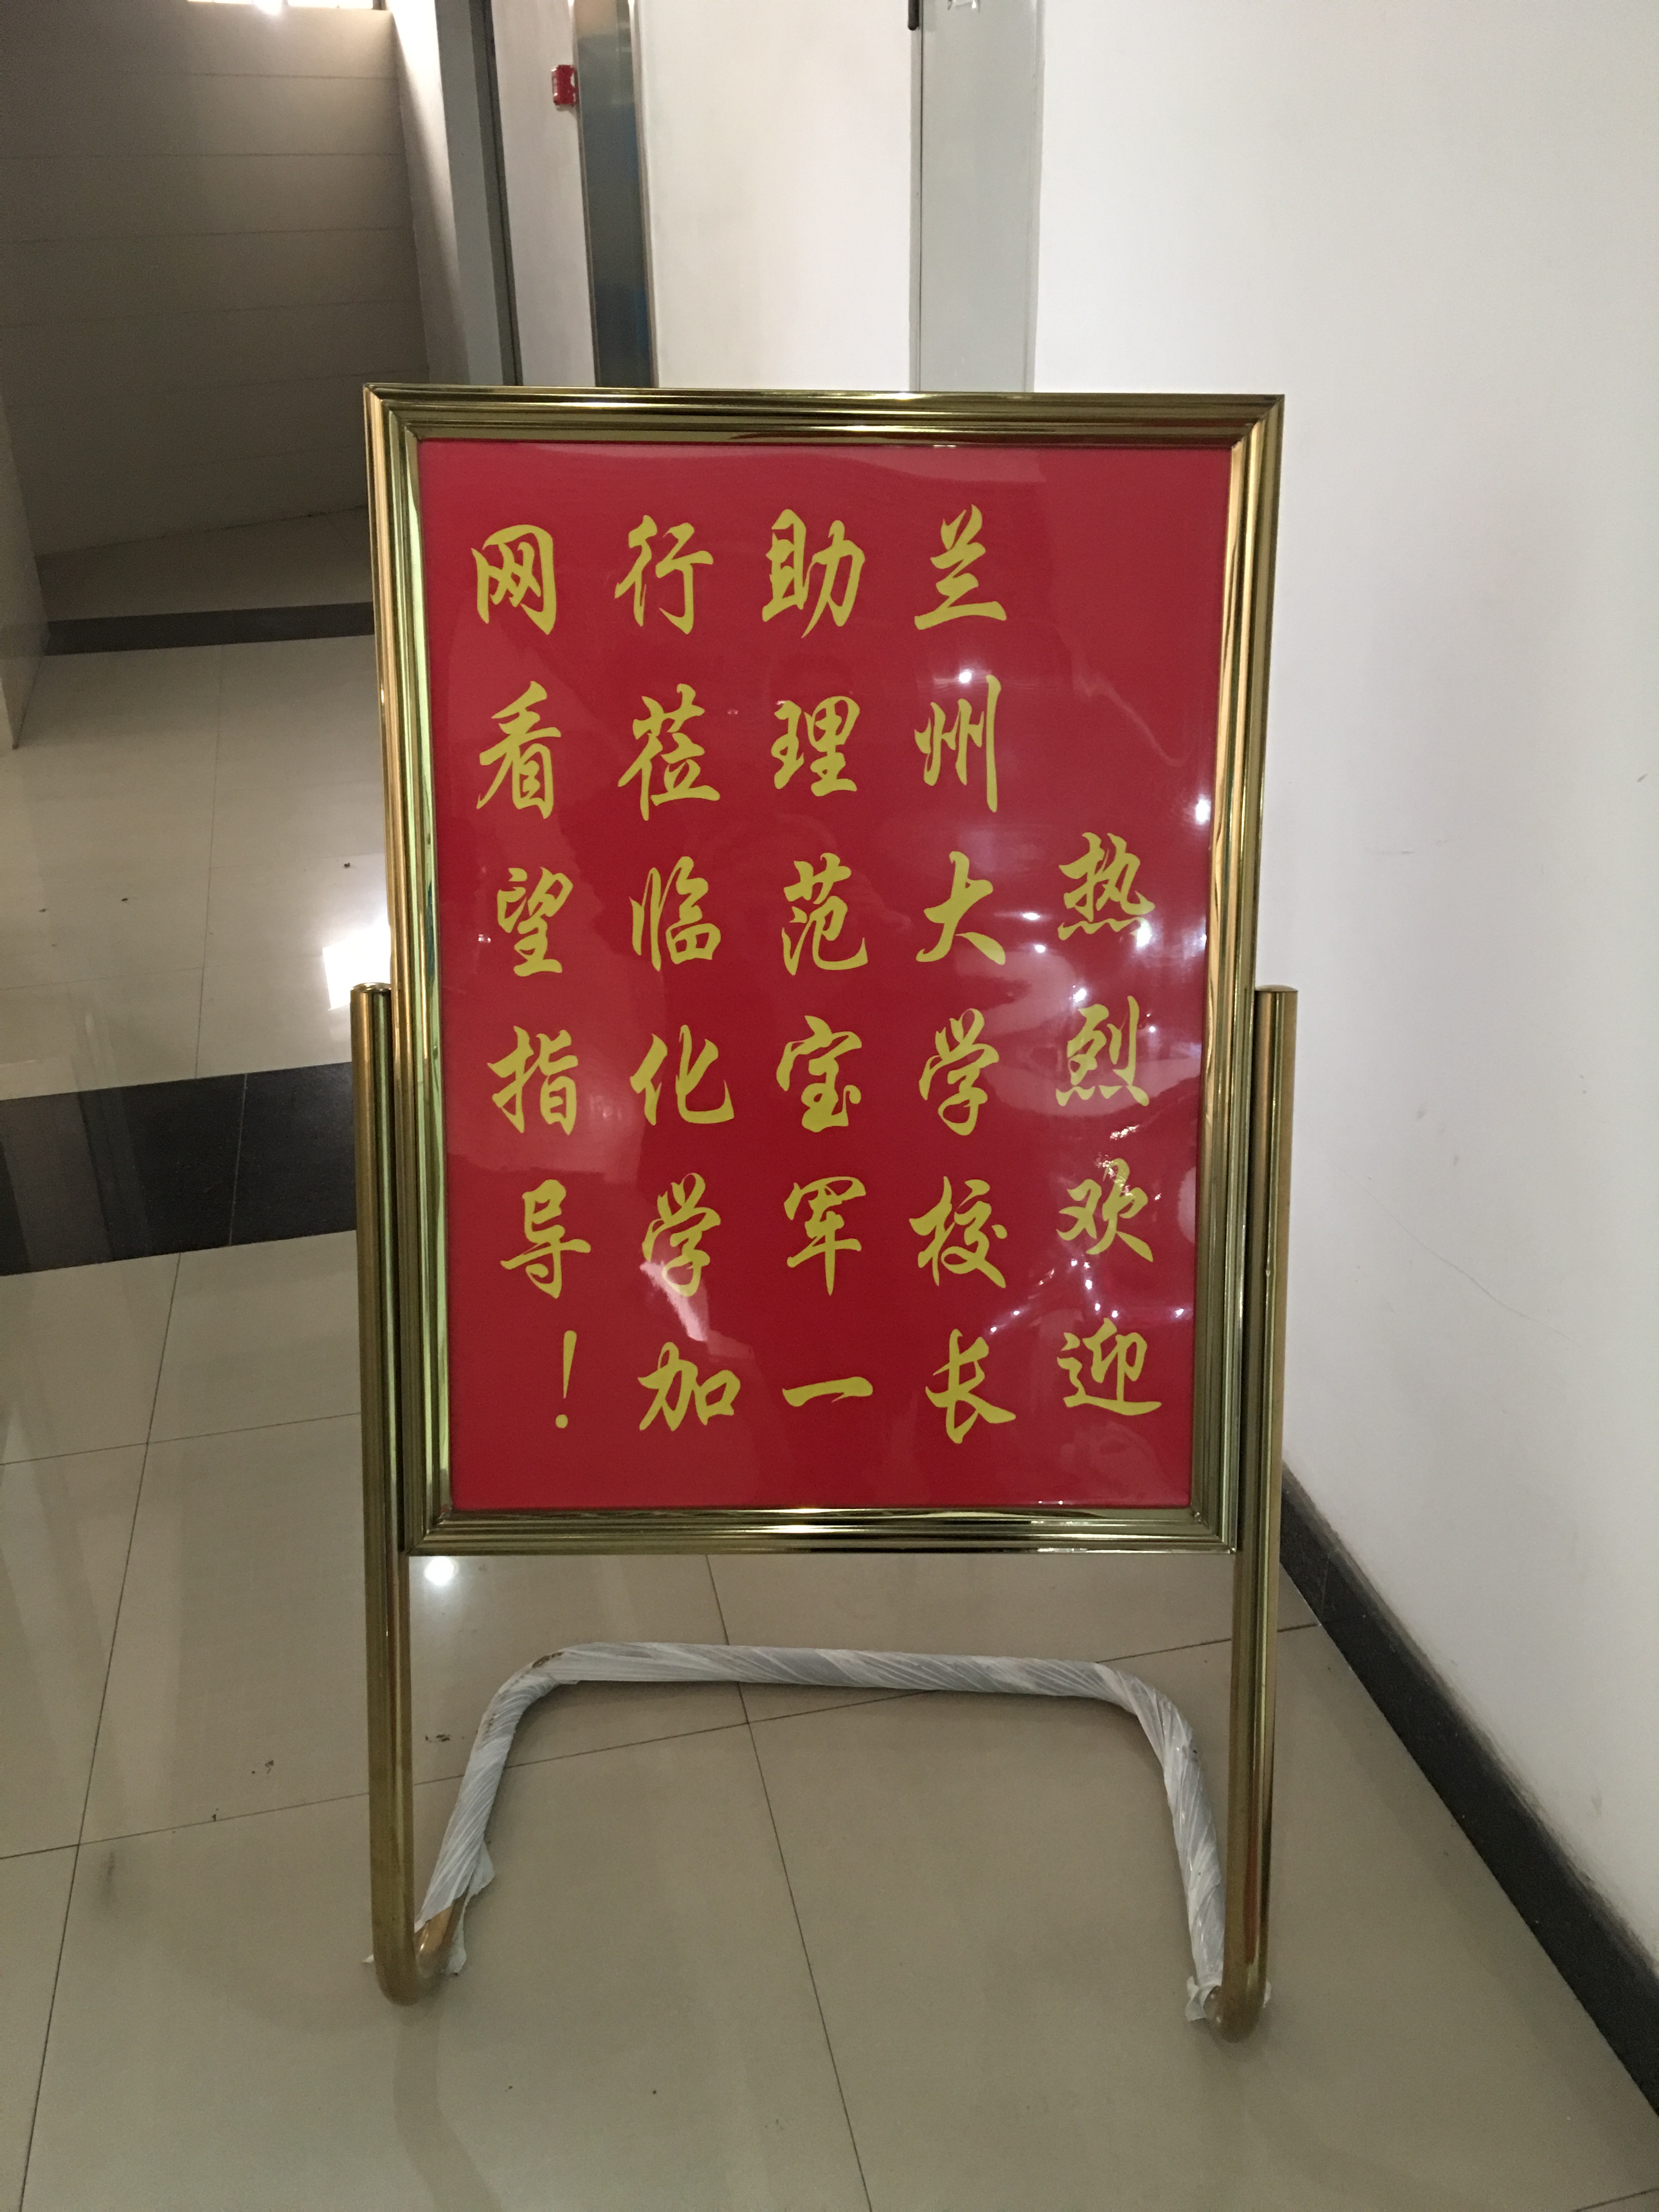 热烈欢迎
兰州大学校长
助理范宝军一
行莅临化学加
网看望指导！